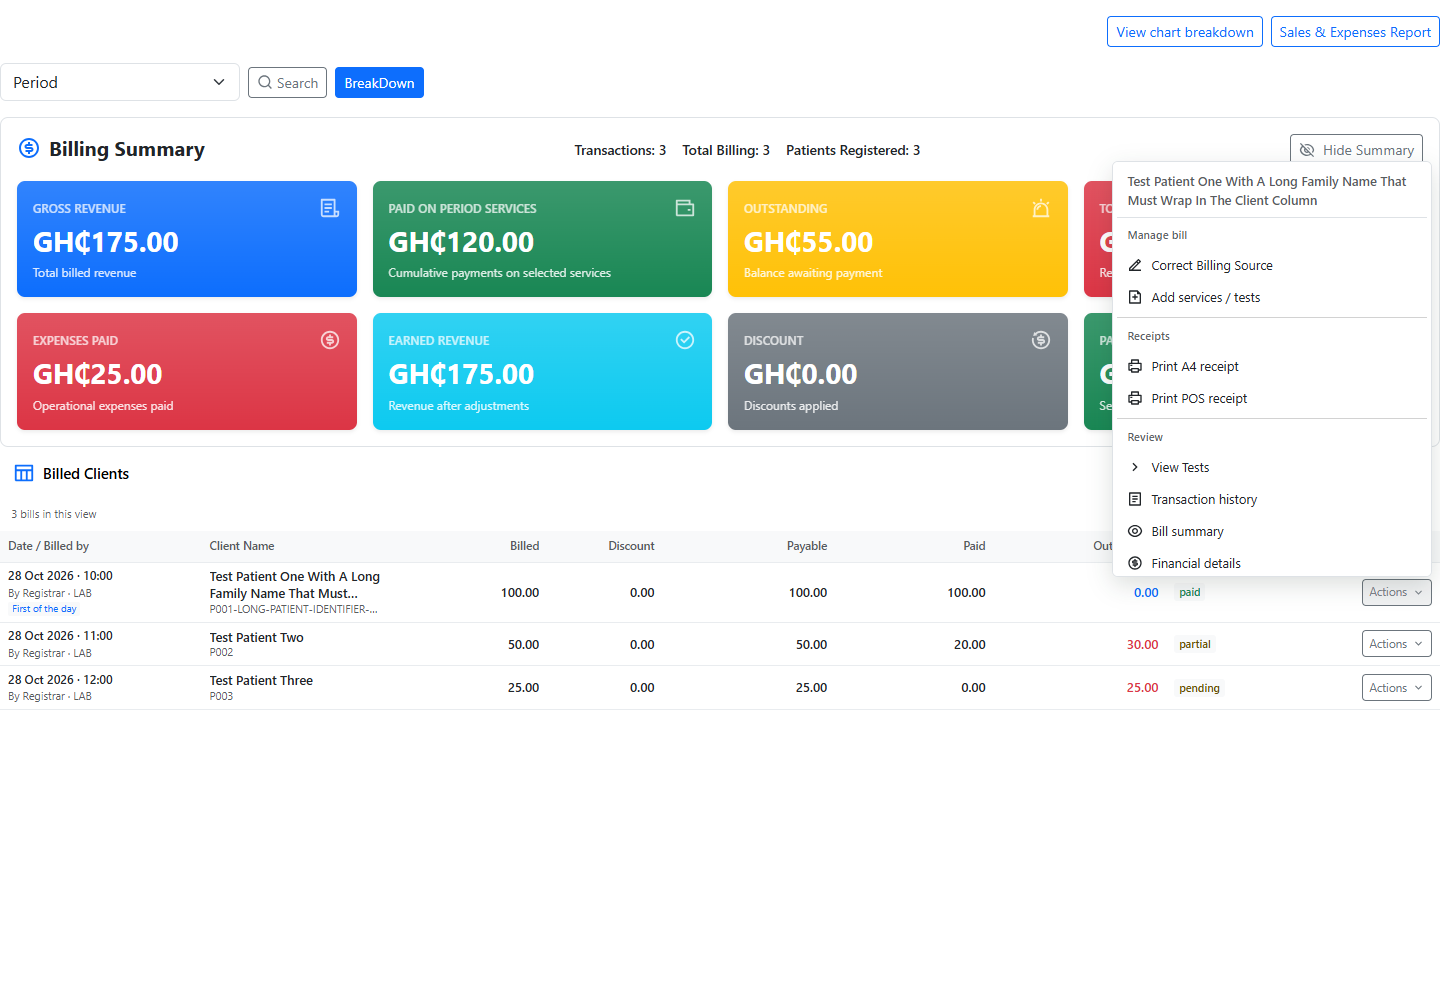 View chart breakdown
Sales & Expenses Report
Period
Search
BreakDown
Billing Summary
Transactions: 3 Total Billing: 3 Patients Registered: 3
Hide Summary
GROSS REVENUE
GH₵175.00
Total billed revenue
PAID ON PERIOD SERVICES
GH₵120.00
Cumulative payments on selected services
OUTSTANDING
GH₵55.00
Balance awaiting payment
EXPENSES PAID
GH₵25.00
Operational expenses paid
EARNED REVENUE
GH₵175.00
Revenue after adjustments
DISCOUNT
GH₵0.00
Discounts applied
Test Patient One With A Long Family Name That
Must Wrap In The Client Column
Manage bill
Correct Billing Source
Add services / tests
Receipts
Print A4 receipt
Print POS receipt
Review
View Tests
Transaction history
Bill summary
Financial details
Billed Clients
3 bills in this view
Date / Billed by Client Name Billed Discount Payable Paid
28 Oct 2026 · 10:00
By Registrar · LAB
First of the day
Test Patient One With A Long
Family Name That Must...
P001-LONG-PATIENT-IDENTIFIER-...
100.00 0.00 100.00 100.00 0.00 paid Actions
28 Oct 2026 · 11:00
By Registrar · LAB
Test Patient Two
P002
50.00 0.00 50.00 20.00 30.00 partial Actions
28 Oct 2026 · 12:00
By Registrar · LAB
Test Patient Three
P003
25.00 0.00 25.00 0.00 25.00 pending Actions